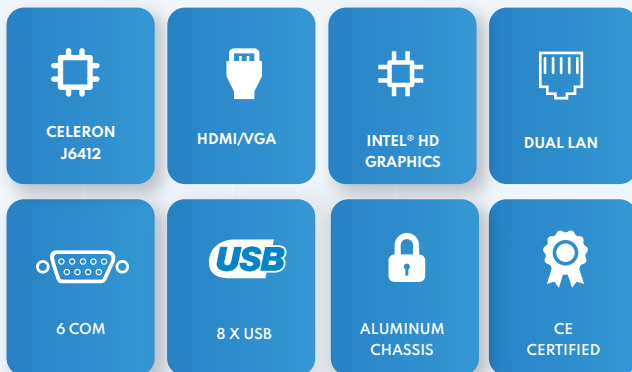 CELERON
J6412
HDMI/VGA
INTEL® HD
GRAPHICS
DUAL LAN
6 COM
USB
8 X USB
ALUMINUM
CHASSIS
CE
CERTIFIED